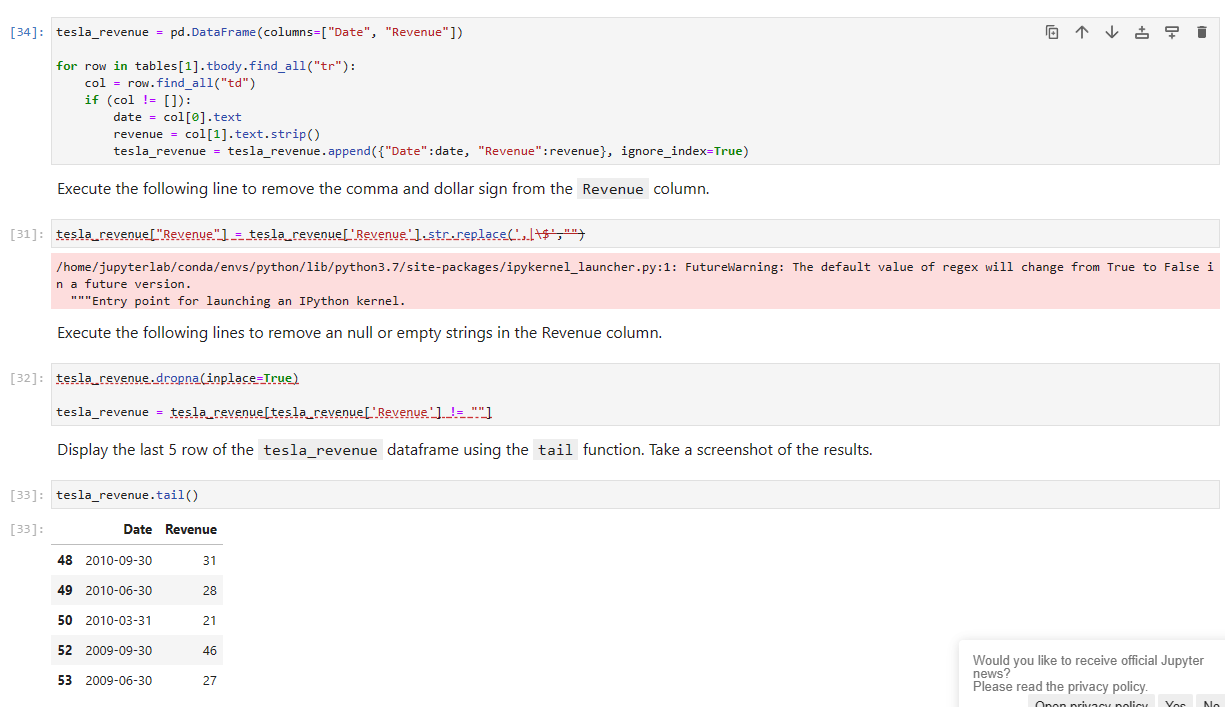 [34]: tesla_revenue = pd.DataFrame(columns=["Date", "Revenue"])
for row in tables[1].tbody.find_all("tr"):
    col = row.find_all("td")
    if (col != []):
        date = col[0].text
        revenue = col[1].text.strip()
        tesla_revenue = tesla_revenue.append({"Date":date, "Revenue":revenue}, ignore_index=True)
Execute the following line to remove the comma and dollar sign from the Revenue column.
[31]: tesla_revenue["Revenue"] = tesla_revenue['Revenue'].str.replace(',|\$',"")
/home/jupyterlab/conda/envs/python/lib/python3.7/site-packages/ipykernel_launcher.py:1: FutureWarning: The default value of regex will change from True to False i
n a future version.
  """Entry point for launching an IPython kernel.
Execute the following lines to remove an null or empty strings in the Revenue column.
[32]: tesla_revenue.dropna(inplace=True)
tesla_revenue = tesla_revenue[tesla_revenue['Revenue'] != ""]
Display the last 5 row of the tesla_revenue dataframe using the tail function. Take a screenshot of the results.
[33]: tesla_revenue.tail()
[33]: Date Revenue
48 2010-09-30 31
49 2010-06-30 28
50 2010-03-31 21
52 2009-09-30 46
53 2009-06-30 27
Would you like to receive official Jupyter
news?
Please read the privacy policy.
Open privacy policy Yes No